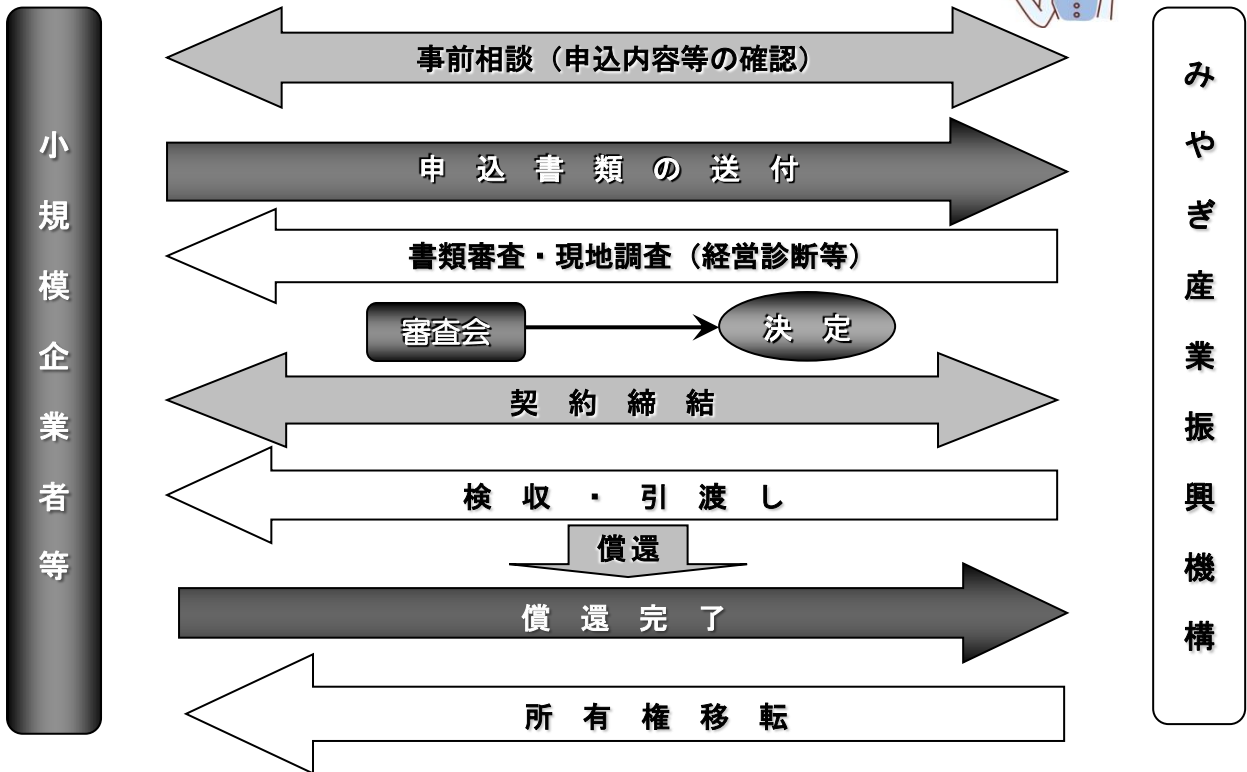 小規模企業者等
事前相談（申込内容等の確認）
申込書類の送付
書類審査・現地調査（経営診断等）
審査会
決定
契約締結
検収・引渡し
償還
償還完了
所有権移転
みやぎ産業振興機構